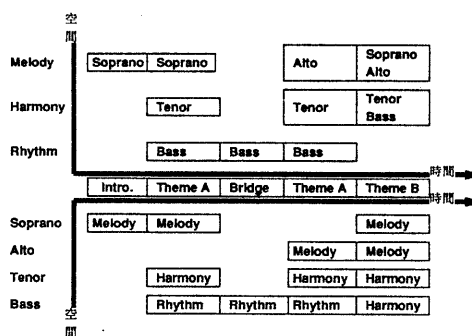 空
間
Melody Soprano Soprano Alto Soprano
Alto
Harmony Tenor Tenor Tenor
Bass
Rhythm Bass Bass Bass
時間
Intro. Theme A Bridge Theme A Theme B
時間
Soprano Melody Melody Melody
Alto Melody Melody
Tenor Harmony Harmony Harmony
Bass Rhythm Rhythm Rhythm Harmony
空
間